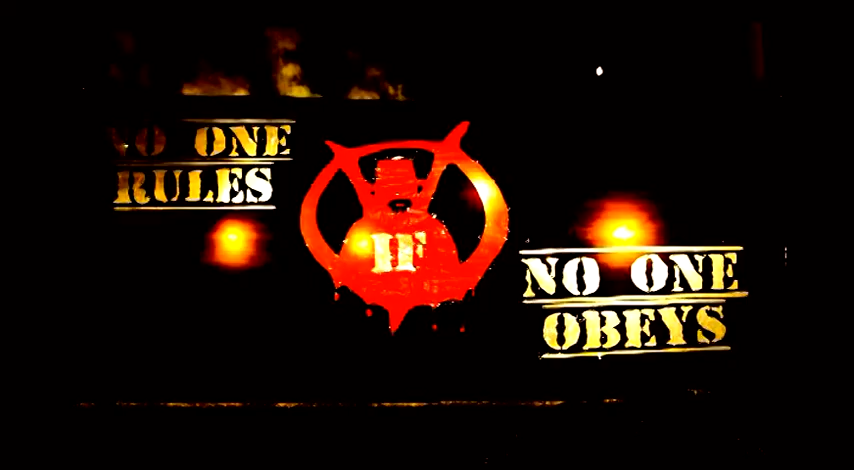 NO ONE
RULES
IF
NO ONE
OBEYS